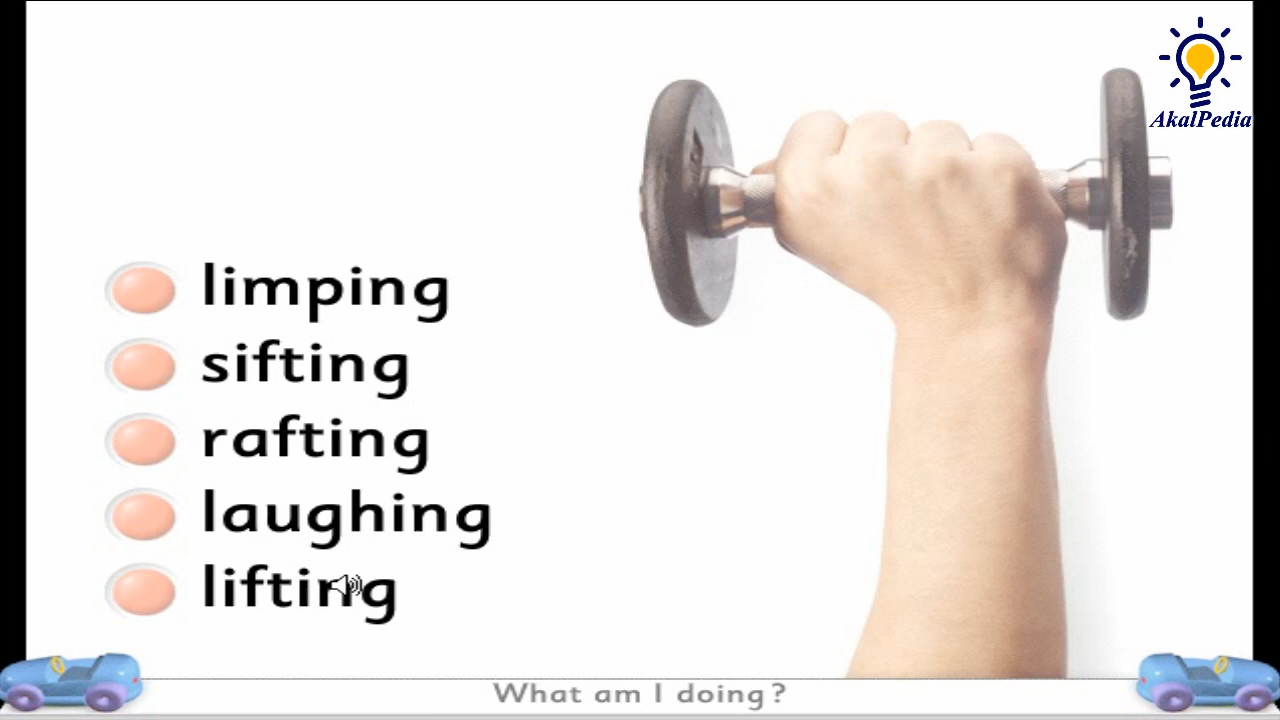 AkalPedia
limping
sifting
rafting
laughing
lifting
What am I doing?